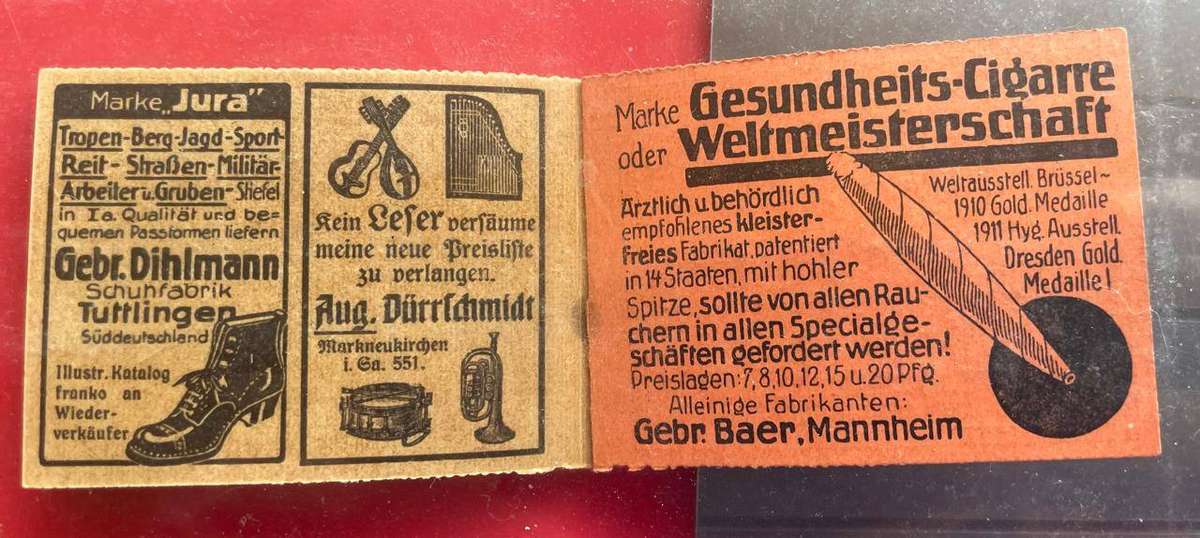 Marke „Jura“
Tropen-Berg-Jagd-Sport-
Reit- Straßen- Militär-
Arbeiter u. Gruben- Stiefel
in Ia. Qualität und be-
quemen Passformen liefern
Gebr. Dihlmann
Schuhfabrik
Tuttlingen
Süddeutschland
Illustr. Katalog
franko an
Wieder-
verkäufer
Kein Leser versäume
meine neue Preisliste
zu verlangen.
Aug. Dürrschmidt
Markneukirchen
i. Sa. 551.
Marke Gesundheits-Cigarre
oder Weltmeisterschaft
Ärztlich u. behördlich
empfohlenes kleister-
freies Fabrikat, patentiert
in 14 Staaten, mit hohler
Spitze, sollte von allen Rau-
chern in allen Specialge-
schäften gefordert werden!
Preislagen: 7, 8, 10, 12, 15 u. 20 Pfg.
Alleinige Fabrikanten:
Gebr. Baer, Mannheim
Weltausstell. Brüssel~
1910 Gold. Medaille
1911 Hyg. Ausstell.
Dresden Gold.
Medaille!